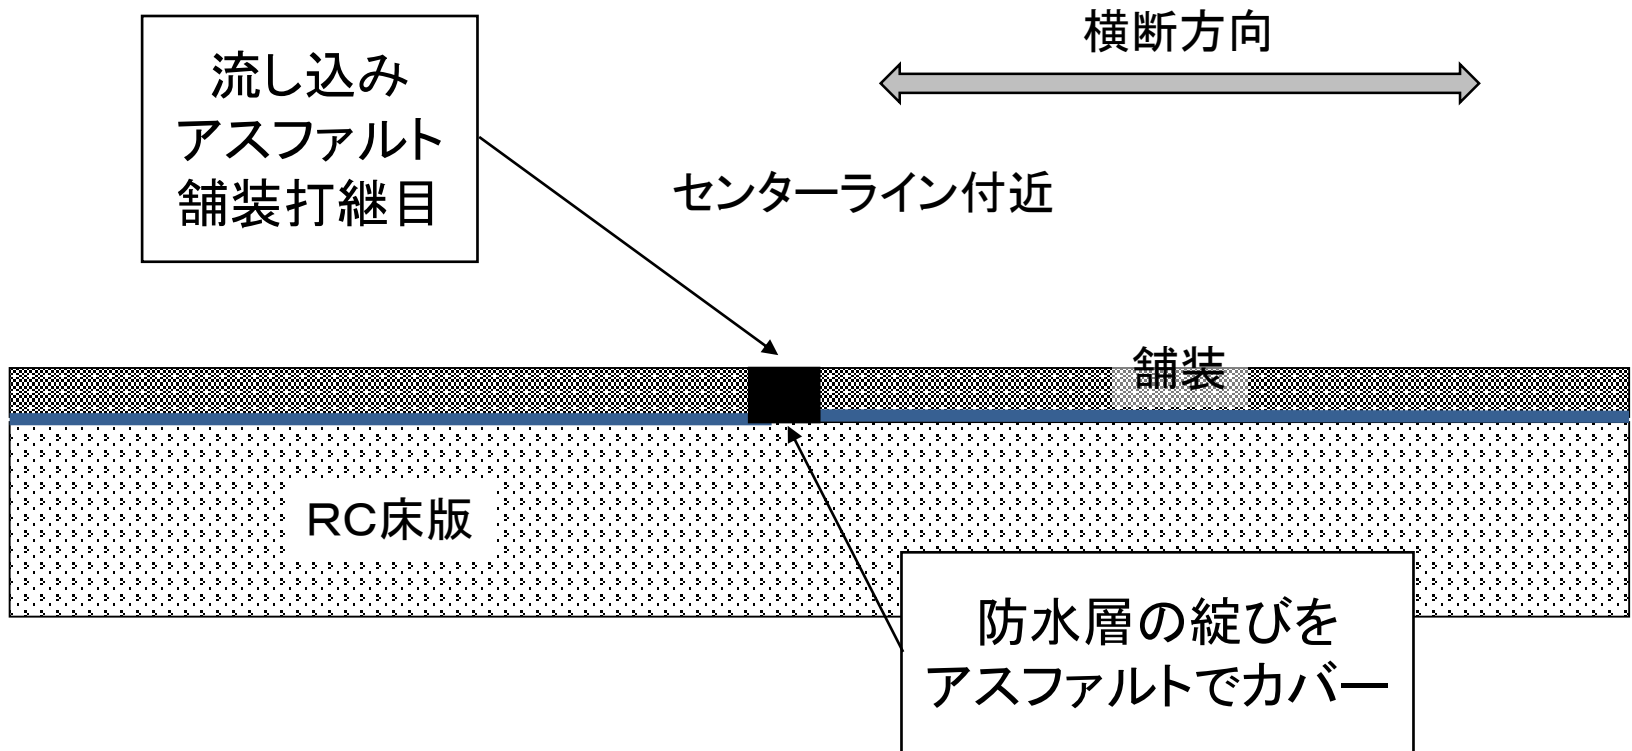 横断方向
流し込み
アスファルト
舗装打継目
センターライン付近
舗装
RC床版
防水層の綻びを
アスファルトでカバー